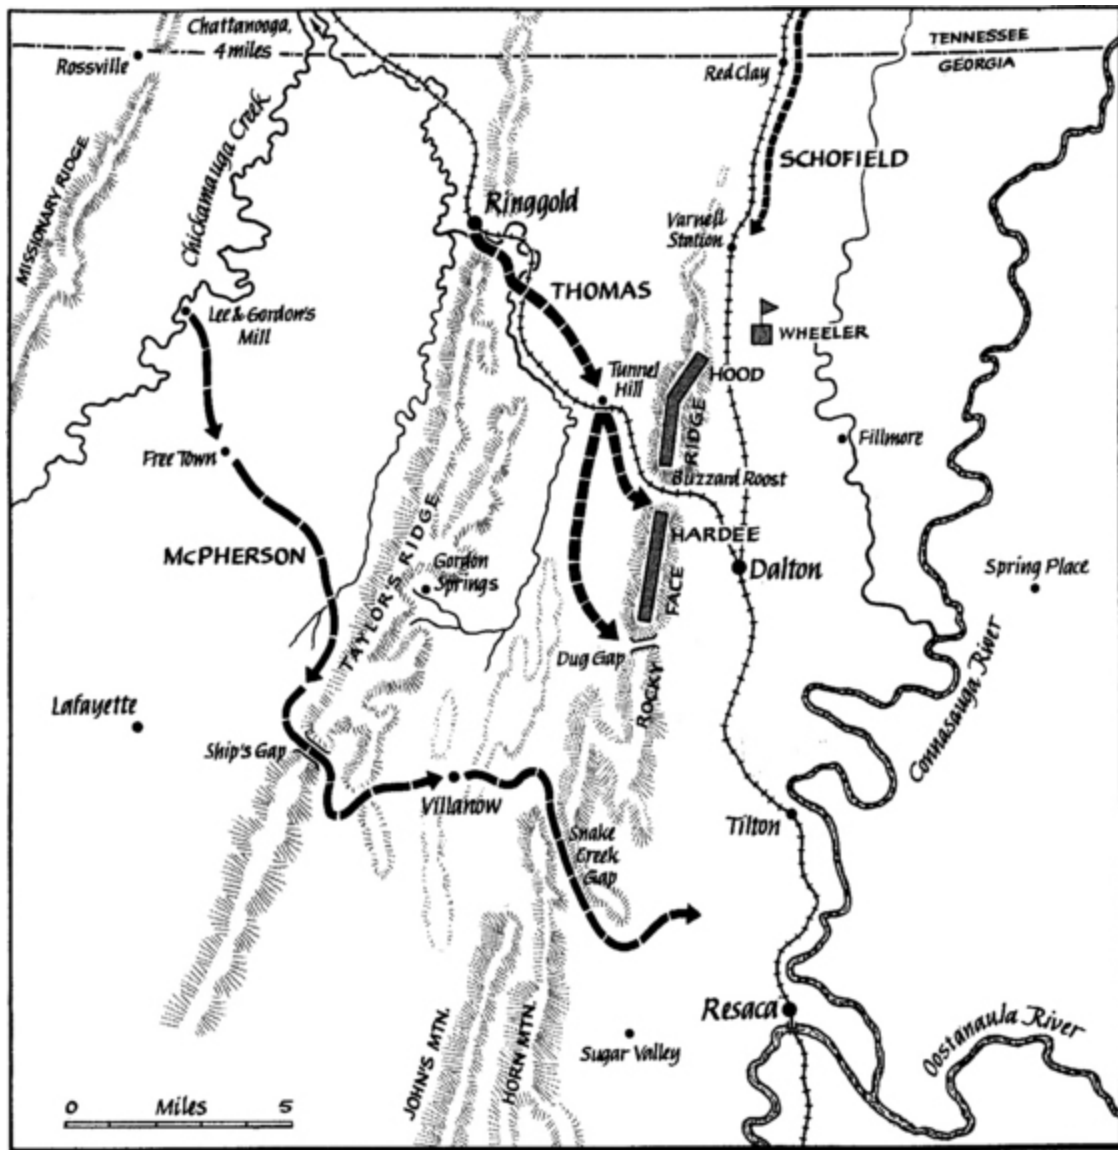 Chattanooga,
4 miles
TENNESSEE
GEORGIA
Rossville
Red Clay
MISSIONARY RIDGE
Chickamauga Creek
SCHOFIELD
Ringgold
Varnell
Station
THOMAS
Lee & Gordon's
Mill
WHEELER
Tunnel
Hill
HOOD
RIDGE
Fillmore
Free Town
Buzzard Roost
HARDEE
McPHERSON
TAYLOR'S RIDGE
Gordon
Springs
Dalton
Spring Place
FACE
Dug Gap
ROCKY
Lafayette
Connasauga River
Ship's Gap
Villanow
Tilton
Snake
Creek
Gap
Resaca
Oostanaula River
Sugar Valley
JOHN'S MTN.
HORN MTN.
0 Miles 5